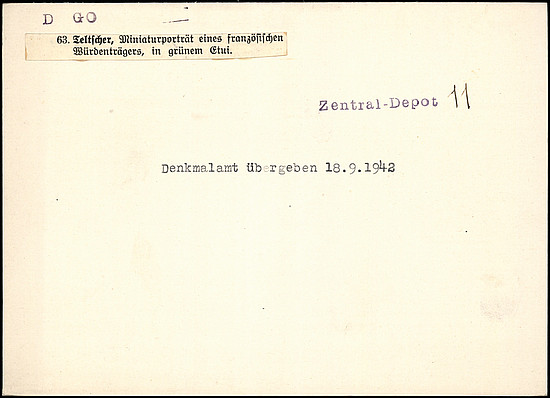 D GO
63. Teltscher, Miniaturporträt eines französischen
Würdenträgers, in grünem Etui.
Zentral-Depot 11
Denkmalamt übergeben 18.9.1942